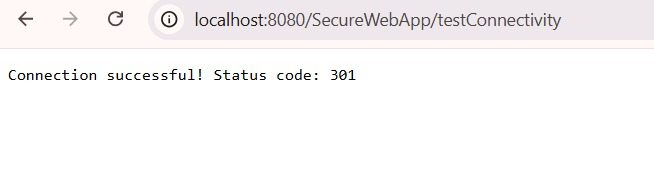 localhost:8080/SecureWebApp/testConnectivity
Connection successful! Status code: 301